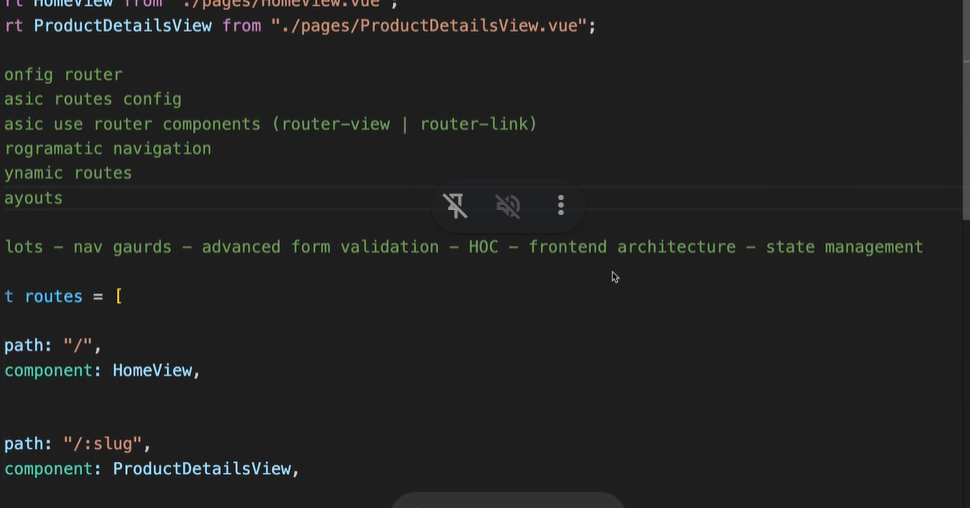 rt HomeView from "./pages/HomeView.vue";
rt ProductDetailsView from "./pages/ProductDetailsView.vue";
onfig router
asic routes config
asic use router components (router-view | router-link)
rogramatic navigation
ynamic routes
ayouts
lots - nav gaurds - advanced form validation - HOC - frontend architecture - state management
t routes = [
path: "/",
component: HomeView,
path: "/:slug",
component: ProductDetailsView,